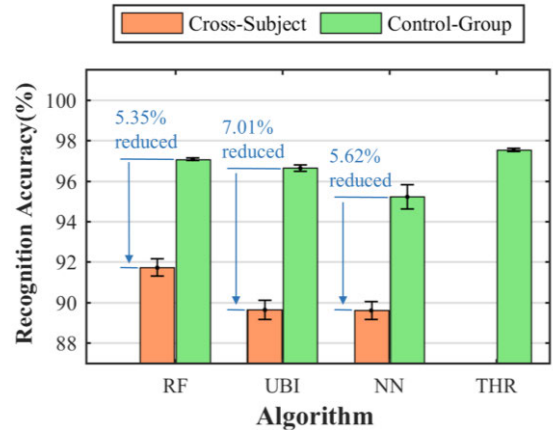 Cross-Subject Control-Group
Recognition Accuracy(%)
100
98
96
94
92
90
88
5.35%
reduced
7.01%
reduced
5.62%
reduced
RF UBI NN THR
Algorithm